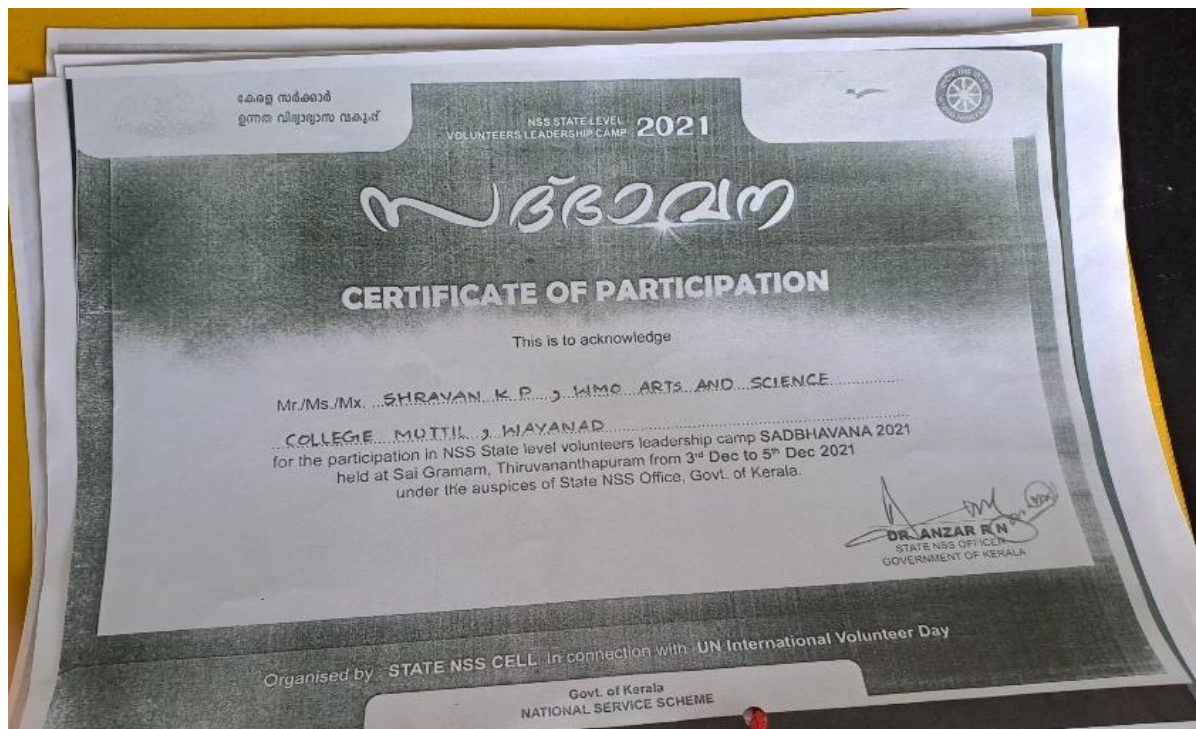 കേരള സർക്കാർ
ഉന്നത വിദ്യാഭ്യാസ വകുപ്പ്
NSS STATE LEVEL
VOLUNTEERS LEADERSHIP CAMP 2021
സദ്ഭാവന
CERTIFICATE OF PARTICIPATION
This is to acknowledge
Mr./Ms./Mx. SHRAVAN K P, WMO ARTS AND SCIENCE
COLLEGE MUTTIL, WAYANAD
for the participation in NSS State level volunteers leadership camp SADBHAVANA 2021
held at Sai Gramam, Thiruvananthapuram from 3rd Dec to 5th Dec 2021
under the auspices of State NSS Office, Govt. of Kerala.
DR ANZAR R N
STATE NSS OFFICER
GOVERNMENT OF KERALA
Organised by STATE NSS CELL In connection with UN International Volunteer Day
Govt. of Kerala
NATIONAL SERVICE SCHEME